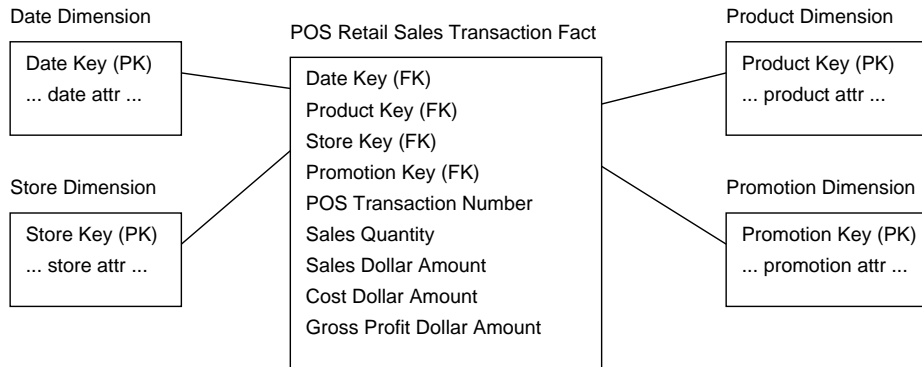 Date Dimension
Date Key (PK)
... date attr ...
Store Dimension
Store Key (PK)
... store attr ...
POS Retail Sales Transaction Fact
Date Key (FK)
Product Key (FK)
Store Key (FK)
Promotion Key (FK)
POS Transaction Number
Sales Quantity
Sales Dollar Amount
Cost Dollar Amount
Gross Profit Dollar Amount
Product Dimension
Product Key (PK)
... product attr ...
Promotion Dimension
Promotion Key (PK)
... promotion attr ...